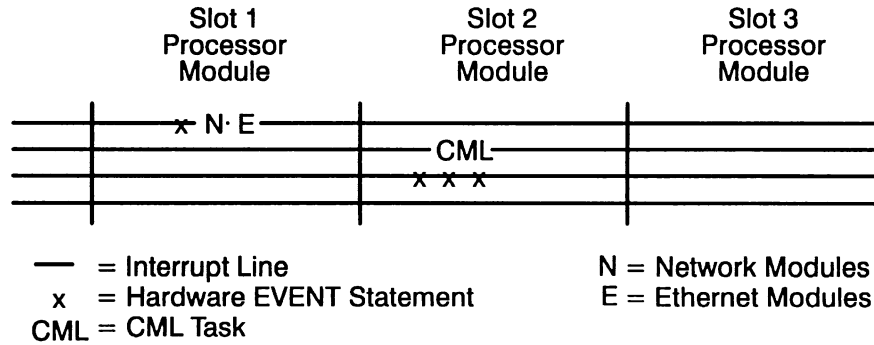 Slot 1 Processor Module
Slot 2 Processor Module
Slot 3 Processor Module
x N· E
CML
x x x
— = Interrupt Line
x = Hardware EVENT Statement
CML = CML Task
N = Network Modules
E = Ethernet Modules